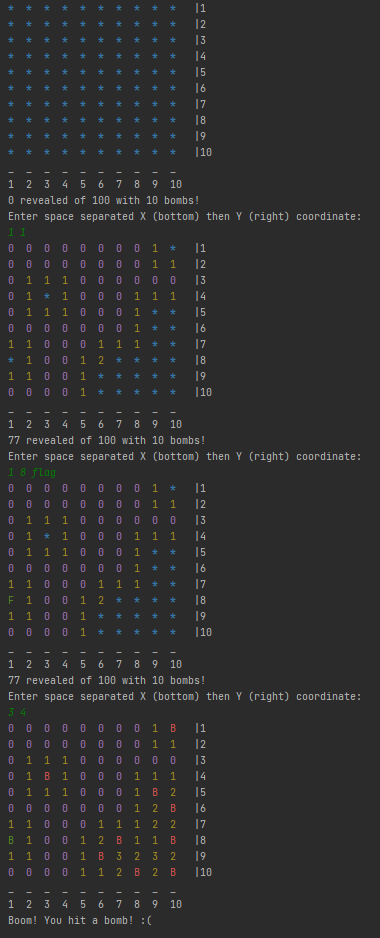 * * * * * * * * * * |1
* * * * * * * * * * |2
* * * * * * * * * * |3
* * * * * * * * * * |4
* * * * * * * * * * |5
* * * * * * * * * * |6
* * * * * * * * * * |7
* * * * * * * * * * |8
* * * * * * * * * * |9
* * * * * * * * * * |10
_ _ _ _ _ _ _ _ _ _
1 2 3 4 5 6 7 8 9 10
0 revealed of 100 with 10 bombs!
Enter space separated X (bottom) then Y (right) coordinate:
1 1
0 0 0 0 0 0 0 0 1 * |1
0 0 0 0 0 0 0 0 1 1 |2
0 1 1 1 0 0 0 0 0 0 |3
0 1 * 1 0 0 0 1 1 1 |4
0 1 1 1 0 0 0 1 * * |5
0 0 0 0 0 0 0 1 * * |6
1 1 0 0 0 1 1 1 * * |7
* 1 0 0 1 2 * * * * |8
1 1 0 0 1 * * * * * |9
0 0 0 0 1 * * * * * |10
_ _ _ _ _ _ _ _ _ _
1 2 3 4 5 6 7 8 9 10
77 revealed of 100 with 10 bombs!
Enter space separated X (bottom) then Y (right) coordinate:
1 8 flag
0 0 0 0 0 0 0 0 1 * |1
0 0 0 0 0 0 0 0 1 1 |2
0 1 1 1 0 0 0 0 0 0 |3
0 1 * 1 0 0 0 1 1 1 |4
0 1 1 1 0 0 0 1 * * |5
0 0 0 0 0 0 0 1 * * |6
1 1 0 0 0 1 1 1 * * |7
F 1 0 0 1 2 * * * * |8
1 1 0 0 1 * * * * * |9
0 0 0 0 1 * * * * * |10
_ _ _ _ _ _ _ _ _ _
1 2 3 4 5 6 7 8 9 10
77 revealed of 100 with 10 bombs!
Enter space separated X (bottom) then Y (right) coordinate:
3 4
0 0 0 0 0 0 0 0 1 B |1
0 0 0 0 0 0 0 0 1 1 |2
0 1 1 1 0 0 0 0 0 0 |3
0 1 B 1 0 0 0 1 1 1 |4
0 1 1 1 0 0 0 1 B 2 |5
0 0 0 0 0 0 0 1 2 B |6
1 1 0 0 0 1 1 1 2 2 |7
B 1 0 0 1 2 B 1 1 B |8
1 1 0 0 1 B 3 2 3 2 |9
0 0 0 0 1 1 2 B 2 B |10
_ _ _ _ _ _ _ _ _ _
1 2 3 4 5 6 7 8 9 10
Boom! You hit a bomb! :(